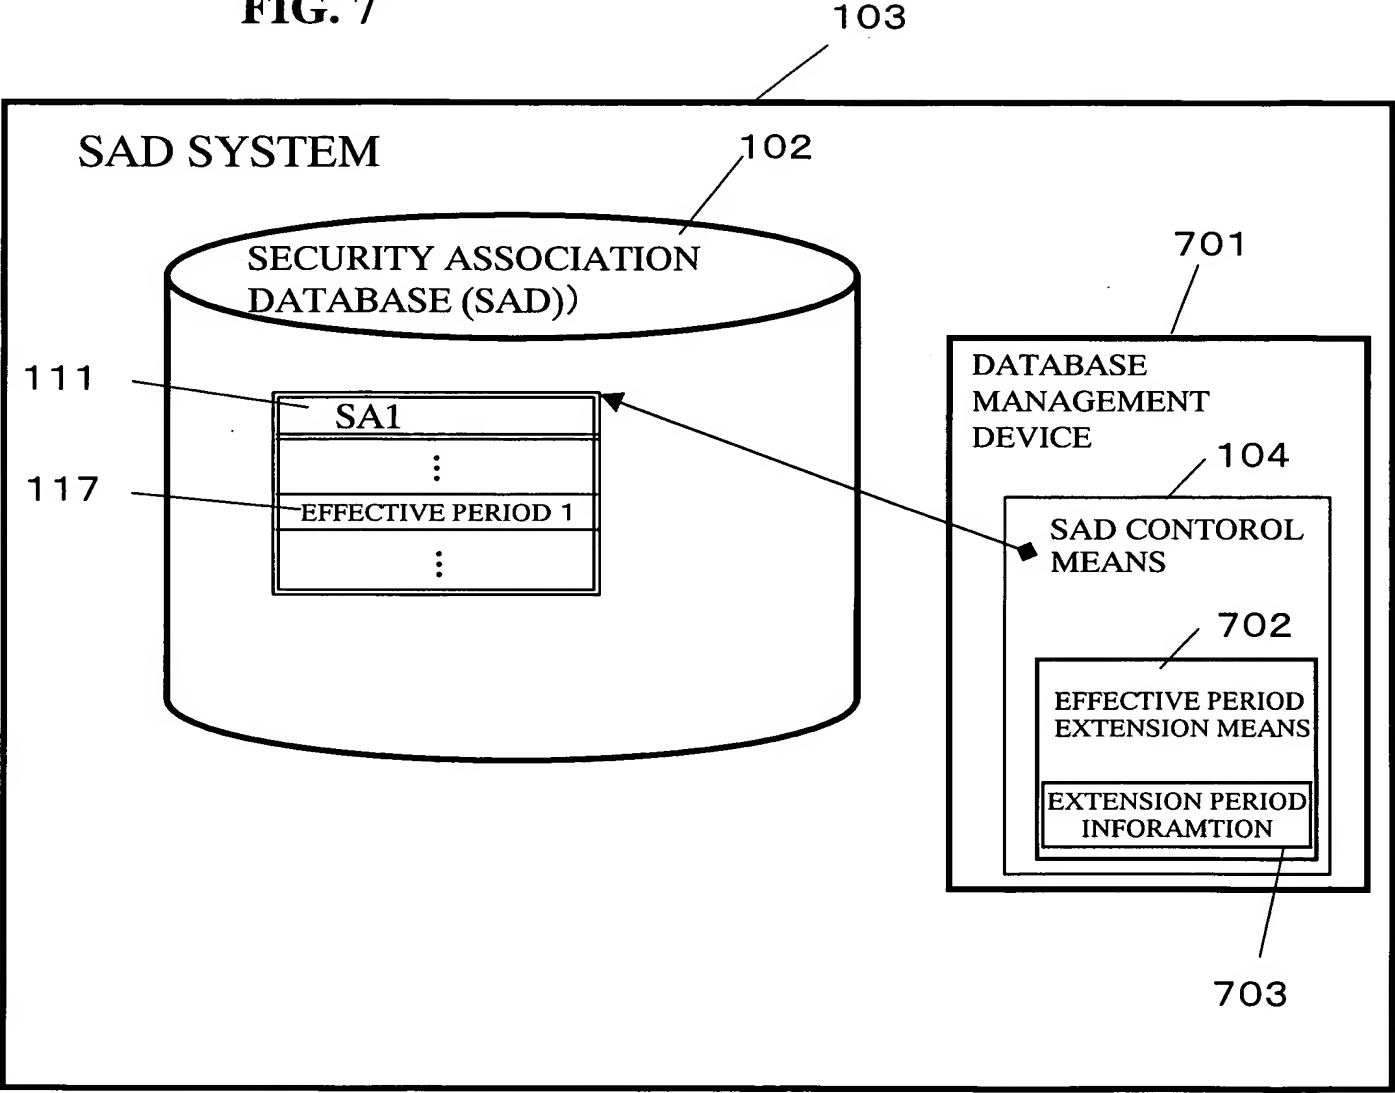 FIG. 7
103
SAD SYSTEM
102
SECURITY ASSOCIATION
DATABASE (SAD))
701
DATABASE
MANAGEMENT
DEVICE
111
SA1
104
117
EFFECTIVE PERIOD 1
SAD CONTOROL
MEANS
702
EFFECTIVE PERIOD
EXTENSION MEANS
EXTENSION PERIOD
INFORAMTION
703